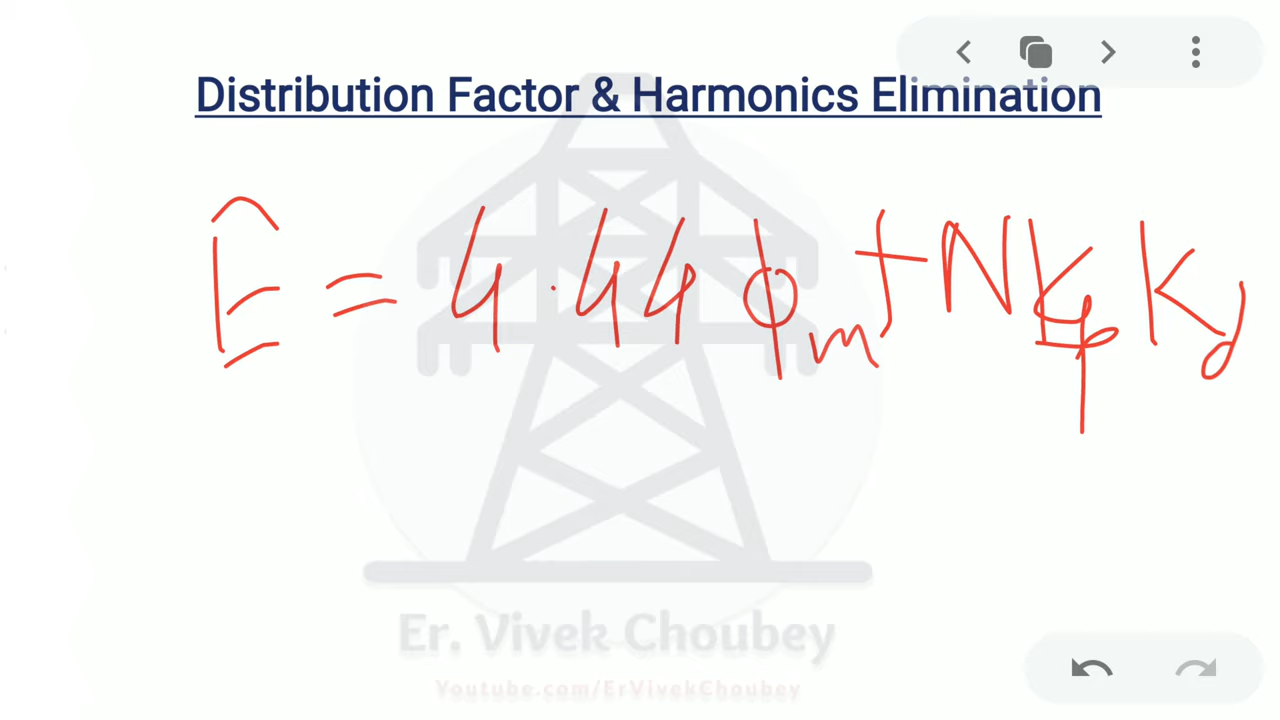 Distribution Factor & Harmonics Elimination
Ê = 4.44 ϕm f N Kp Kd
Er. Vivek Choubey
Youtube.com/ErVivekChoubey